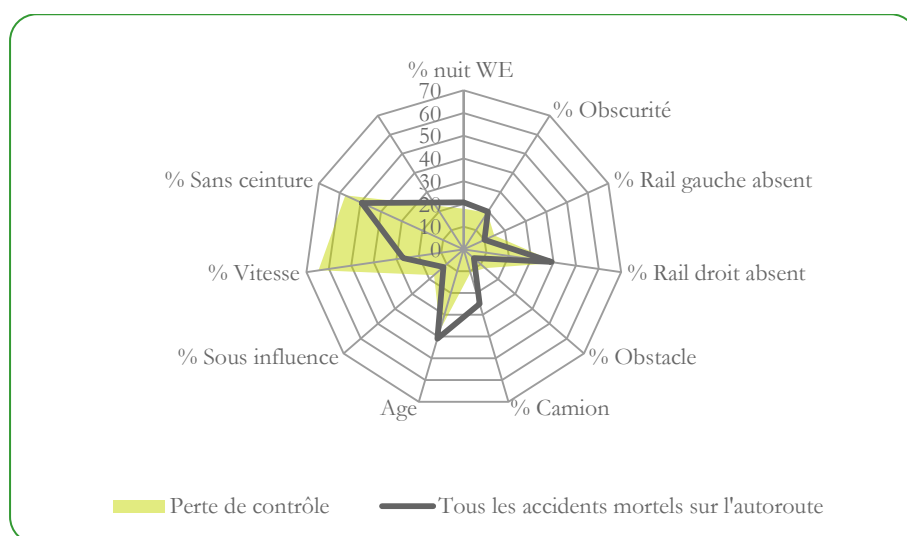 % nuit WE
70
60
50
40
30
20
10
0
% Obscurité
% Rail gauche absent
% Rail droit absent
% Obstacle
% Camion
Age
% Sous influence
% Vitesse
% Sans ceinture
Perte de contrôle
Tous les accidents mortels sur l'autoroute